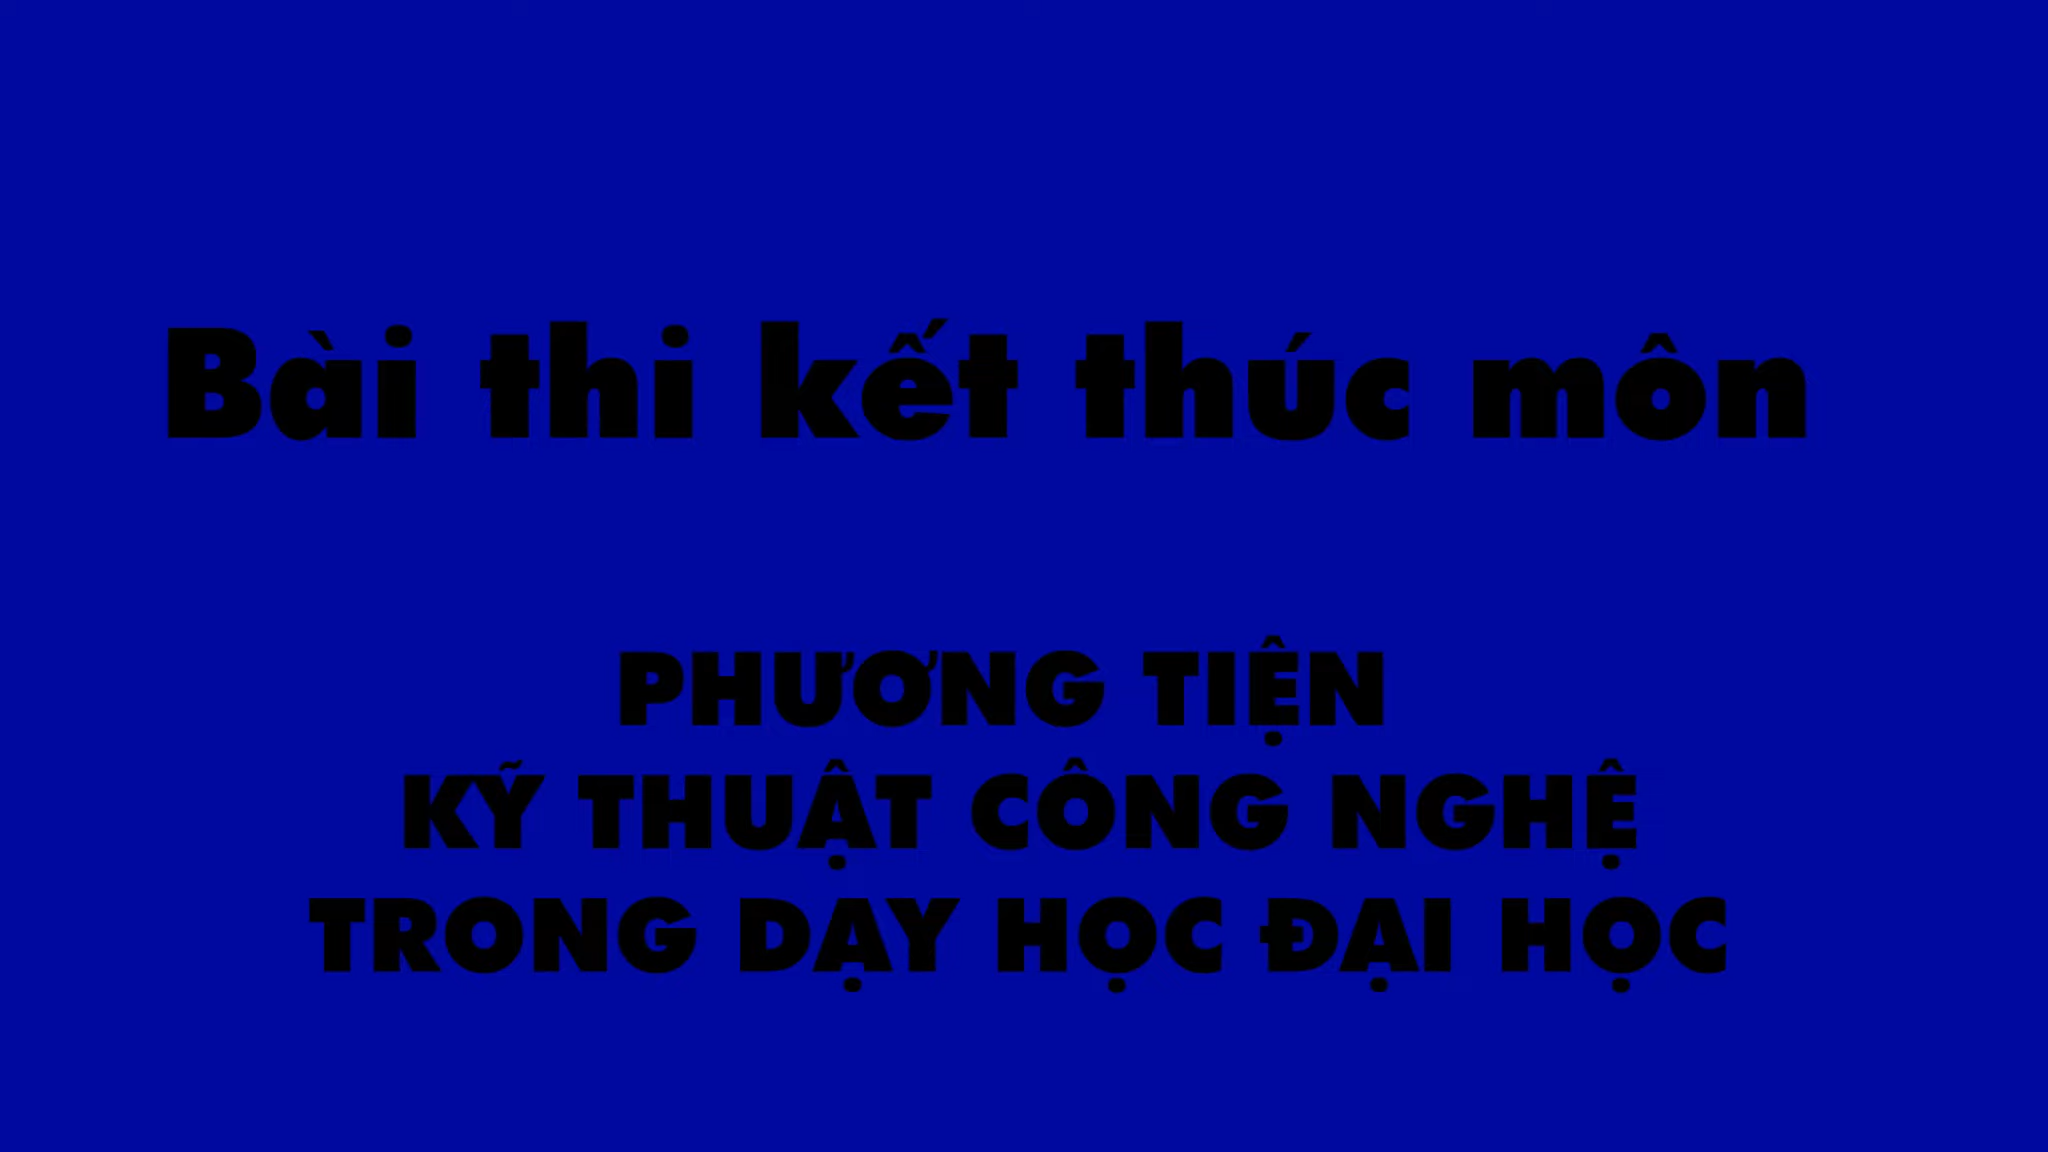 Bài thi kết thúc môn
PHƯƠNG TIỆN
KỸ THUẬT CÔNG NGHỆ
TRONG DẠY HỌC ĐẠI HỌC